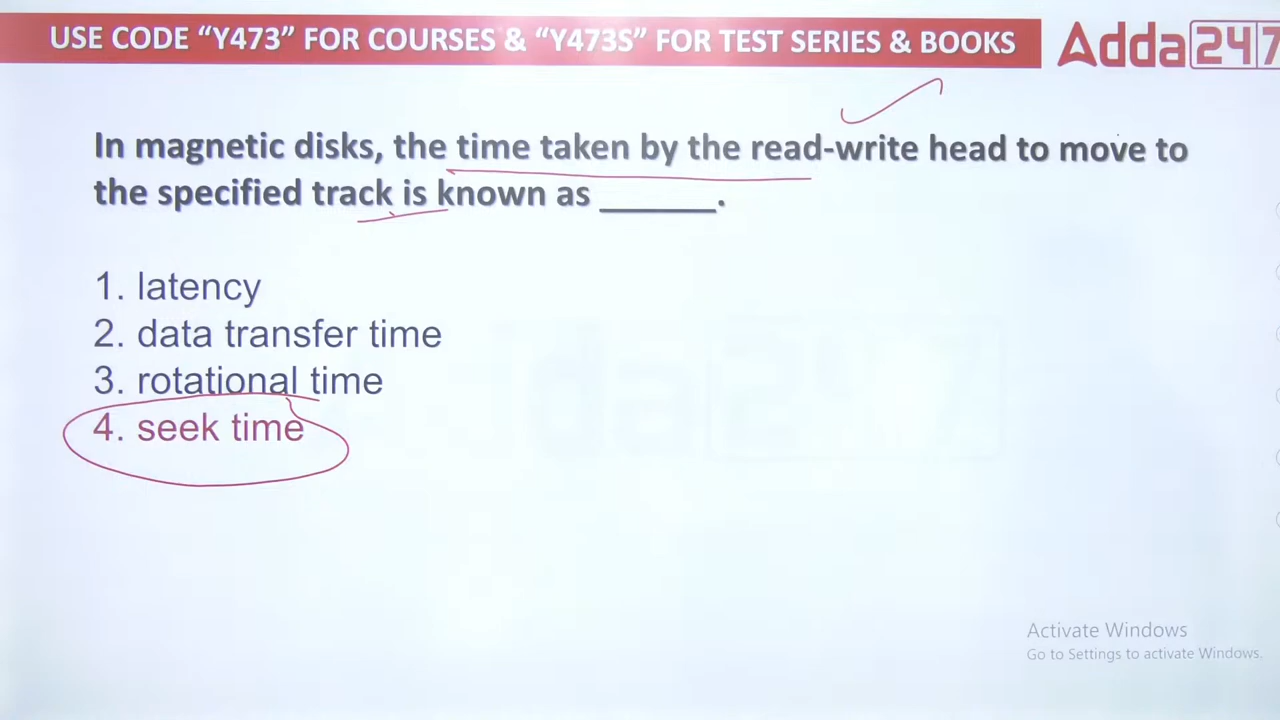 USE CODE “Y473” FOR COURSES & “Y473S” FOR TEST SERIES & BOOKS
Adda247
In magnetic disks, the time taken by the read-write head to move to
the specified track is known as ______.
1. latency
2. data transfer time
3. rotational time
4. seek time
Activate Windows
Go to Settings to activate Windows.